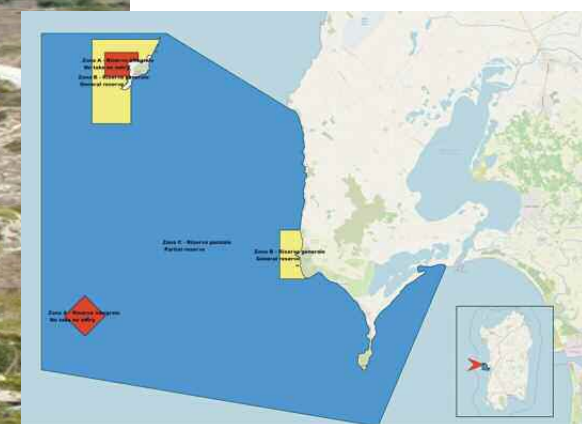 Zona A - Riserva integrale
No take no entry
Zona B - Riserva generale
General reserve
Zona C - Riserva parziale
Partial reserve
Zona B - Riserva generale
General reserve
Zona A - Riserva integrale
No take no entry